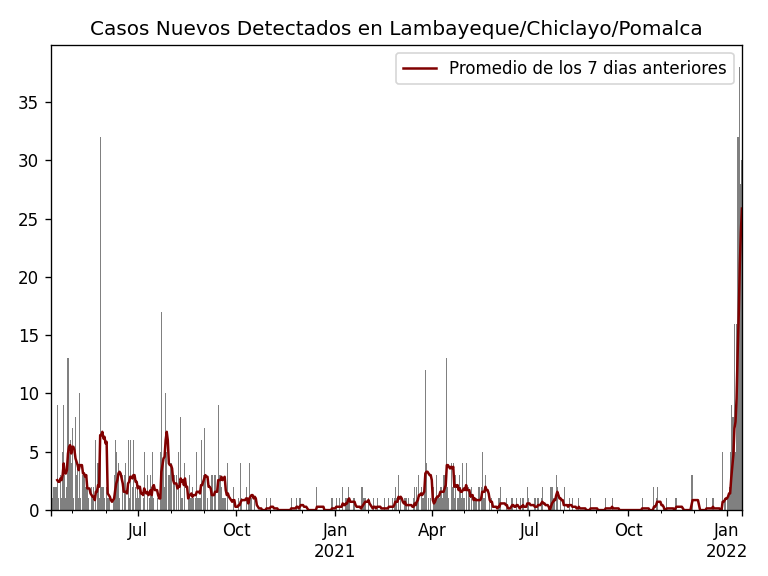 Casos Nuevos Detectados en Lambayeque/Chiclayo/Pomalca
Promedio de los 7 dias anteriores
35
30
25
20
15
10
5
0
Jul
Oct
Jan
2021
Apr
Jul
Oct
Jan
2022